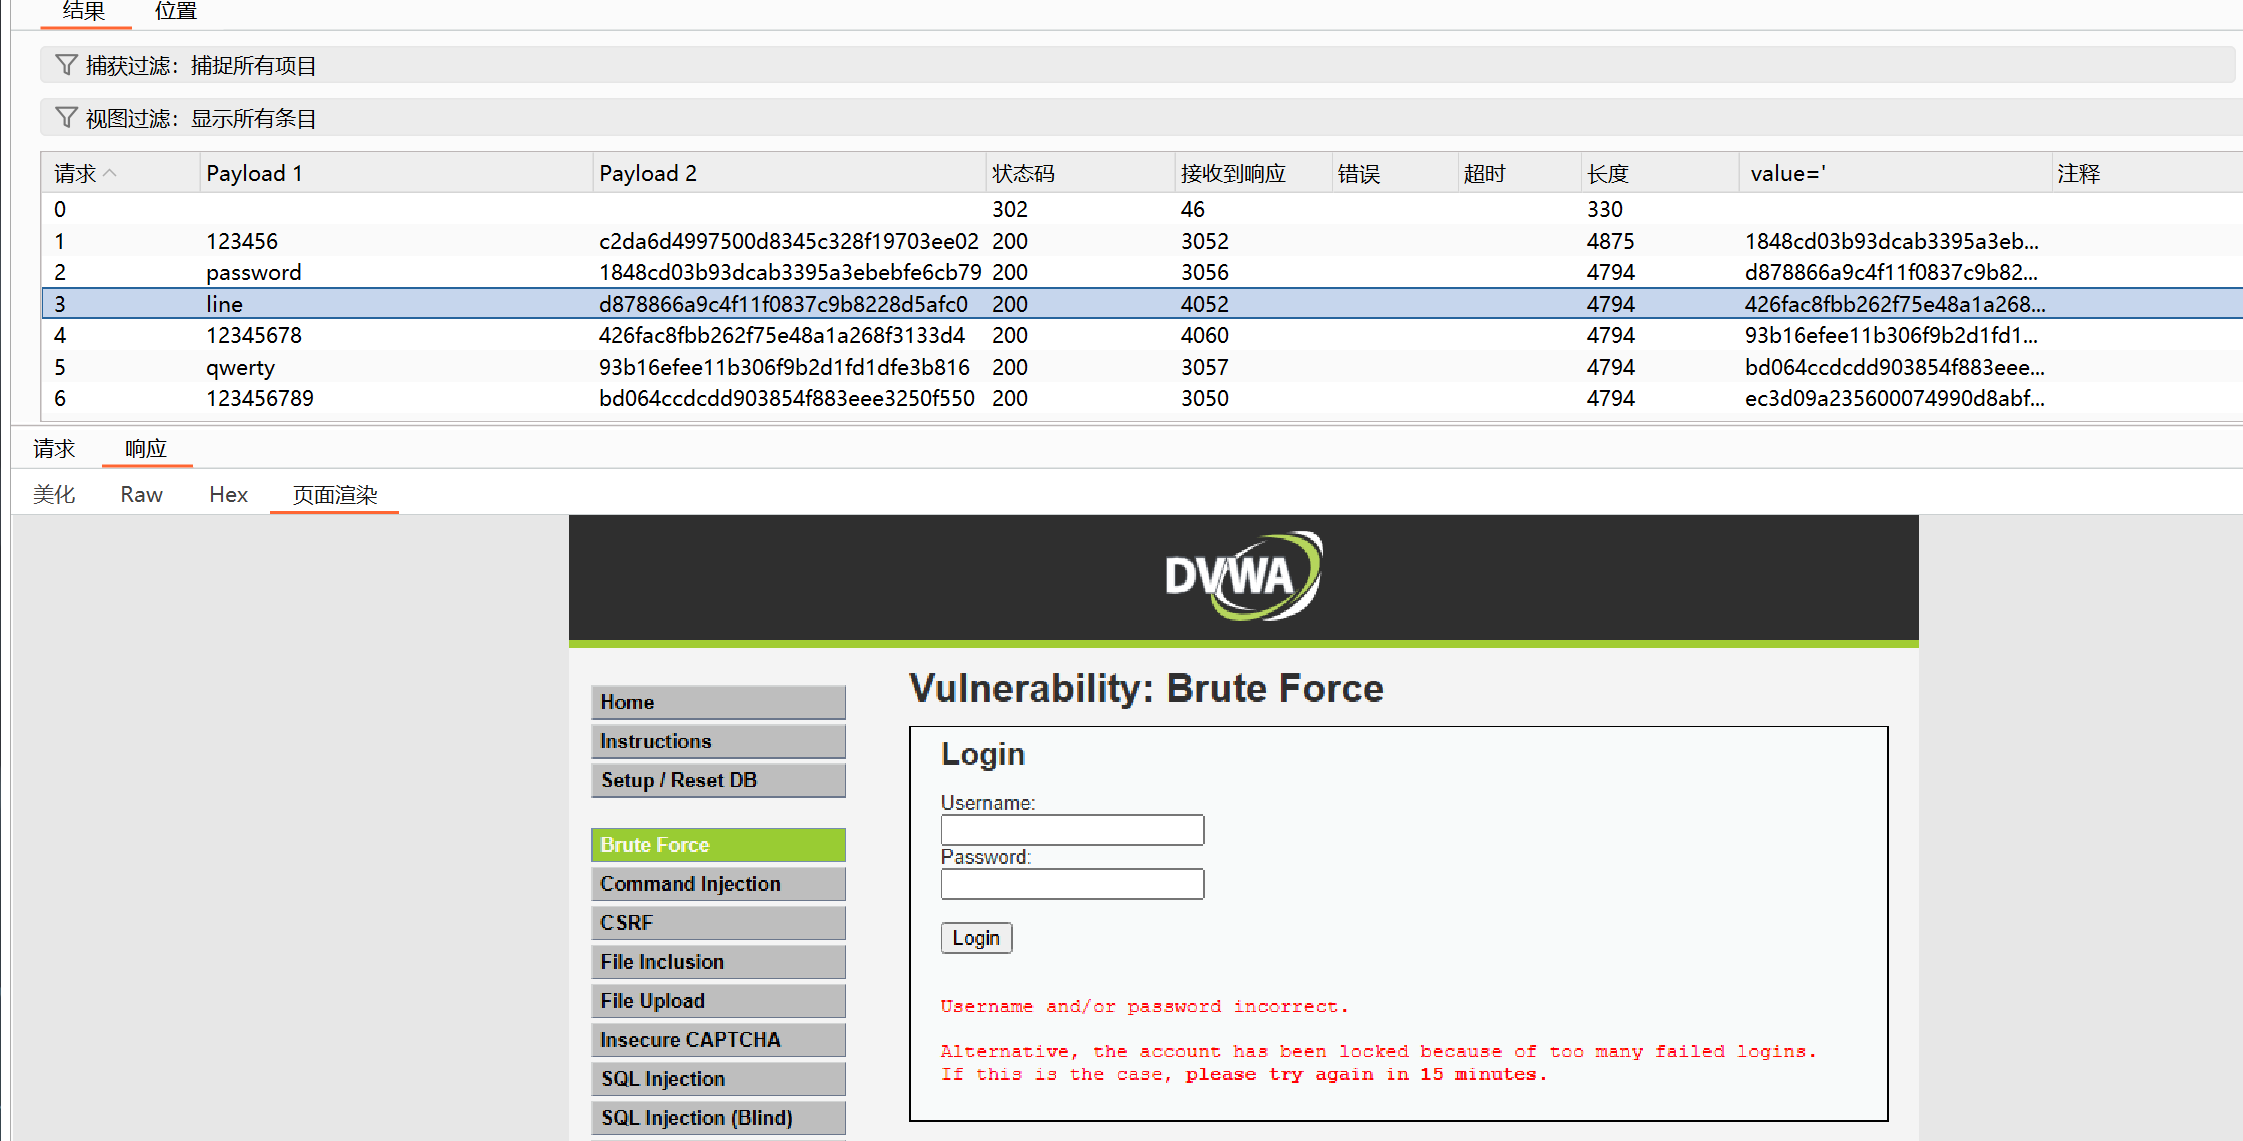 结果 位置
捕获过滤：捕捉所有项目
视图过滤：显示所有条目
请求 Payload 1 Payload 2 状态码 接收到响应 错误 超时 长度 value=' 注释
0 302 46 330
1 123456 c2da6d4997500d8345c328f19703ee02 200 3052 4875 1848cd03b93dcab3395a3eb...
2 password 1848cd03b93dcab3395a3ebebfe6cb79 200 3056 4794 d878866a9c4f11f0837c9b82...
3 line d878866a9c4f11f0837c9b8228d5afc0 200 4052 4794 426fac8fbb262f75e48a1a268...
4 12345678 426fac8fbb262f75e48a1a268f3133d4 200 4060 4794 93b16efee11b306f9b2d1fd1...
5 qwerty 93b16efee11b306f9b2d1fd1dfe3b816 200 3057 4794 bd064ccdcdd903854f883eee...
6 123456789 bd064ccdcdd903854f883eee3250f550 200 3050 4794 ec3d09a235600074990d8abf...
请求 响应
美化 Raw Hex 页面渲染
DVWA
Vulnerability: Brute Force
Home
Instructions
Setup / Reset DB
Brute Force
Command Injection
CSRF
File Inclusion
File Upload
Insecure CAPTCHA
SQL Injection
SQL Injection (Blind)
Login
Username:
Password:
Login
Username and/or password incorrect.
Alternative, the account has been locked because of too many failed logins.
If this is the case, please try again in 15 minutes.